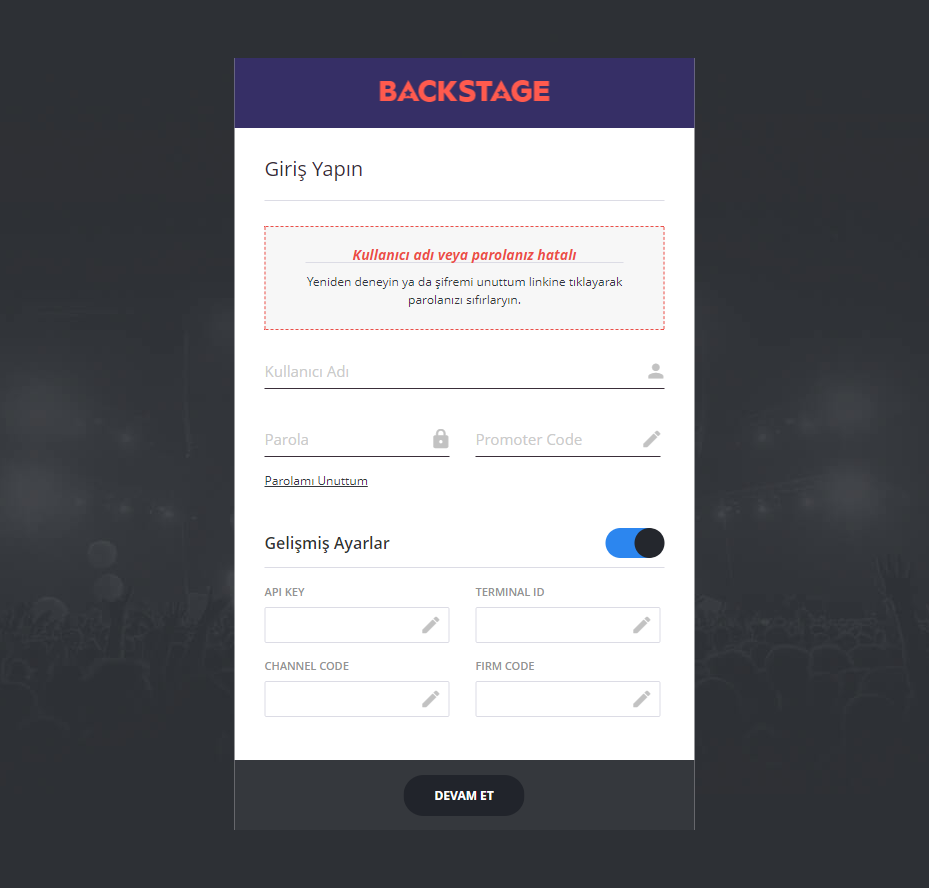 BACKSTAGE
Giriş Yapın
Kullanıcı adı veya parolanız hatalı
Yeniden deneyin ya da şifremi unuttum linkine tıklayarak
parolanızı sıfırlaryın.
Kullanıcı Adı
Parola Promoter Code
Parolamı Unuttum
Gelişmiş Ayarlar
API KEY TERMINAL ID
CHANNEL CODE FIRM CODE
DEVAM ET